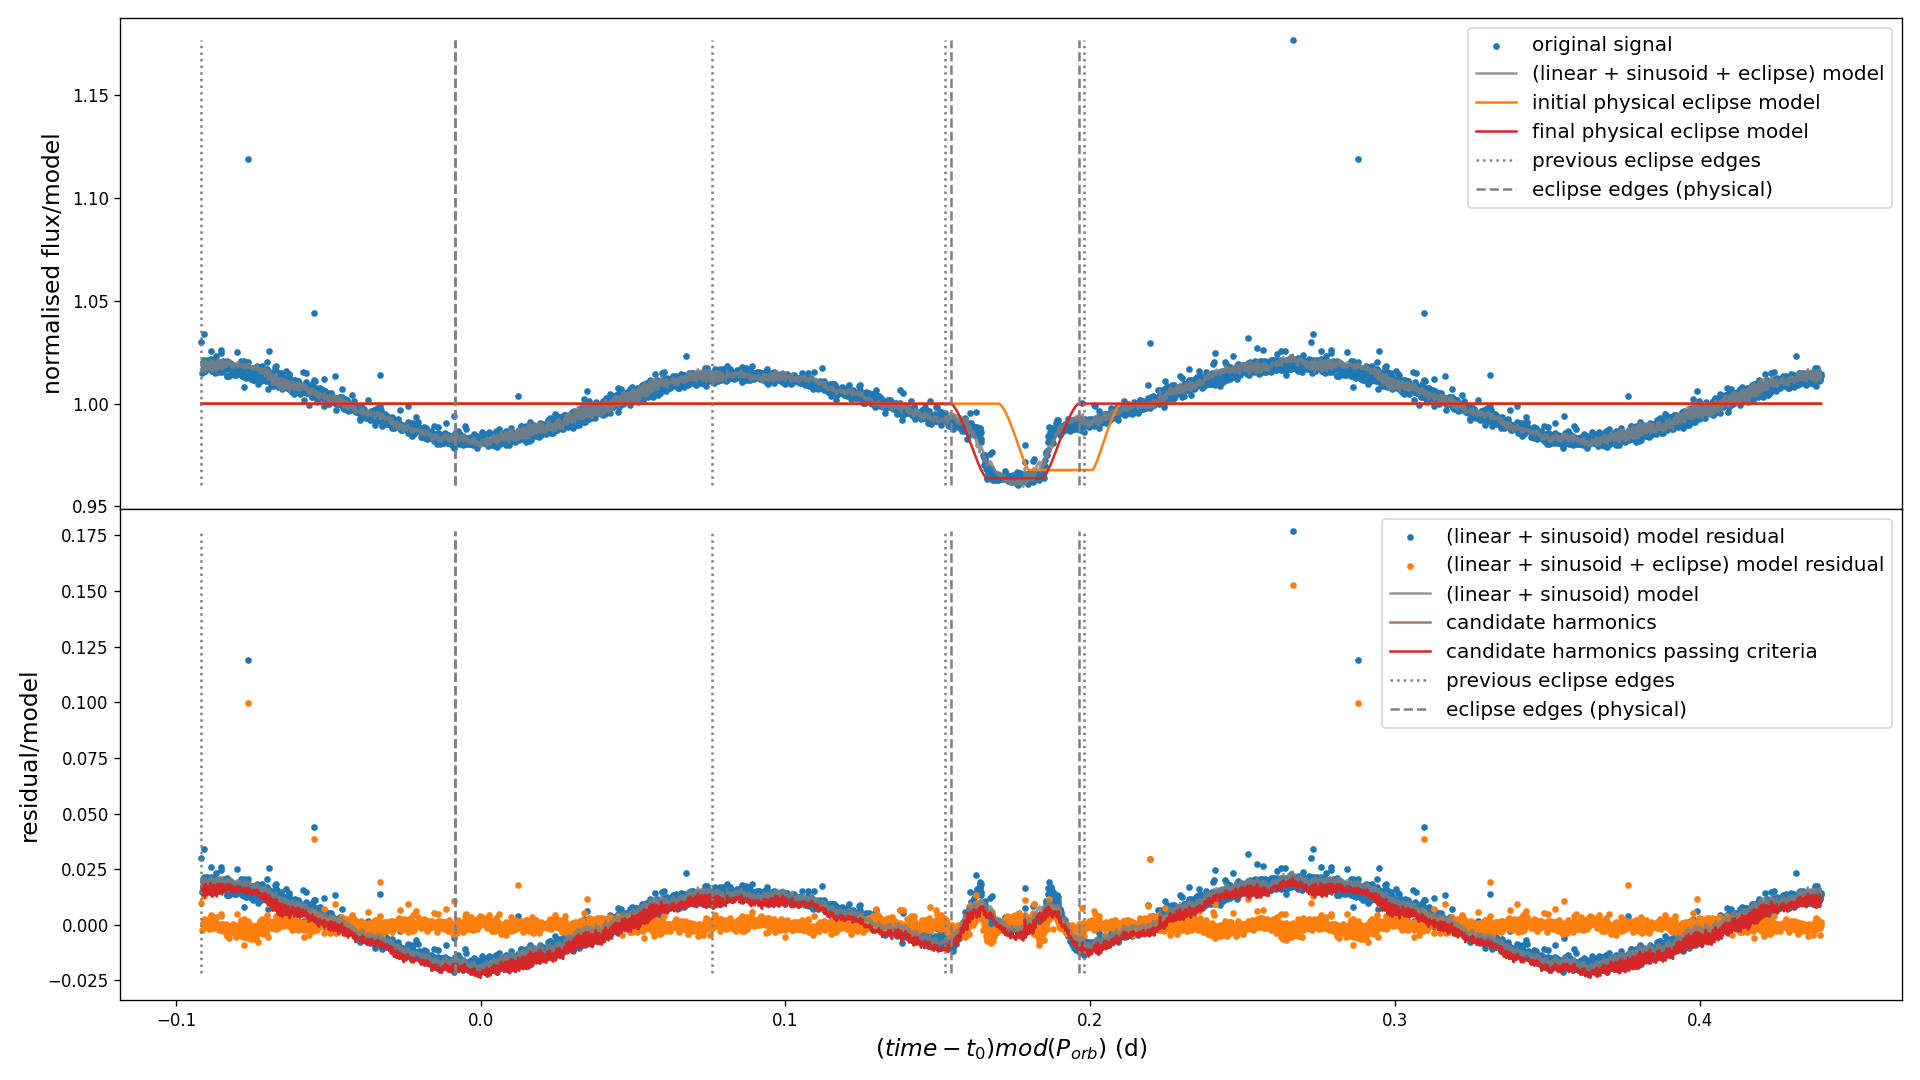 normalised flux/model
1.15
1.10
1.05
1.00
0.95
original signal
(linear + sinusoid + eclipse) model
initial physical eclipse model
final physical eclipse model
previous eclipse edges
eclipse edges (physical)
residual/model
0.175
0.150
0.125
0.100
0.075
0.050
0.025
0.000
−0.025
(linear + sinusoid) model residual
(linear + sinusoid + eclipse) model residual
(linear + sinusoid) model
candidate harmonics
candidate harmonics passing criteria
previous eclipse edges
eclipse edges (physical)
−0.1 0.0 0.1 0.2 0.3 0.4
(time − t₀)mod(Pₒᵣb) (d)